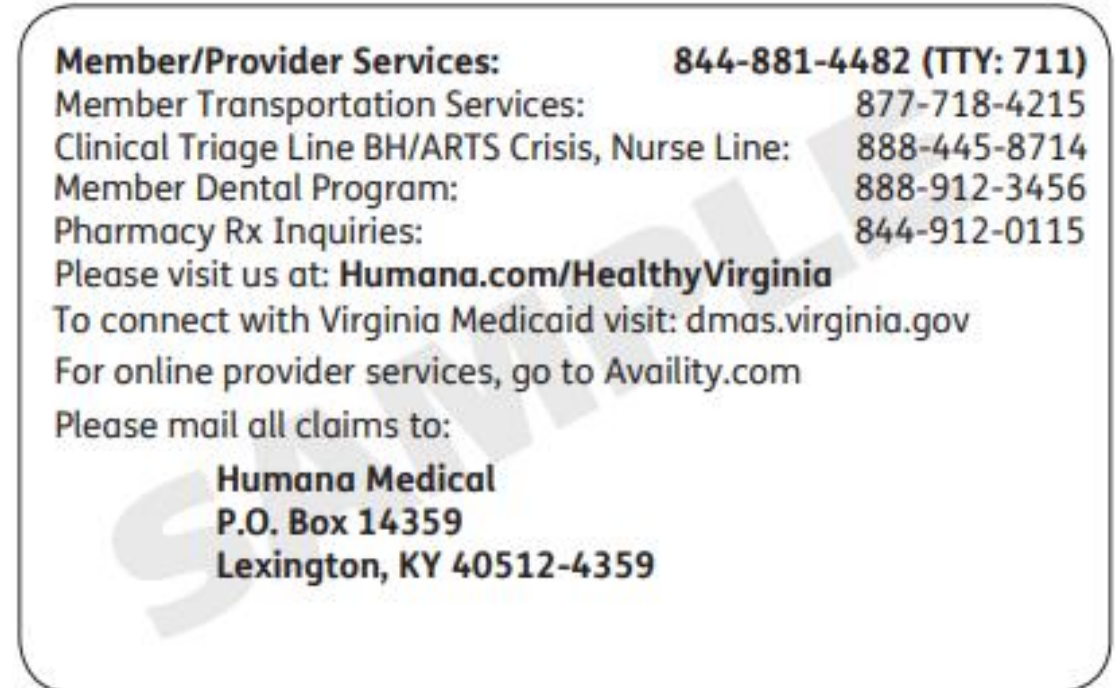 Member/Provider Services: 844-881-4482 (TTY: 711)
Member Transportation Services: 877-718-4215
Clinical Triage Line BH/ARTS Crisis, Nurse Line: 888-445-8714
Member Dental Program: 888-912-3456
Pharmacy Rx Inquiries: 844-912-0115
Please visit us at: Humana.com/HealthyVirginia
To connect with Virginia Medicaid visit: dmas.virginia.gov
For online provider services, go to Availity.com
Please mail all claims to:
Humana Medical
P.O. Box 14359
Lexington, KY 40512-4359
SAMPLE